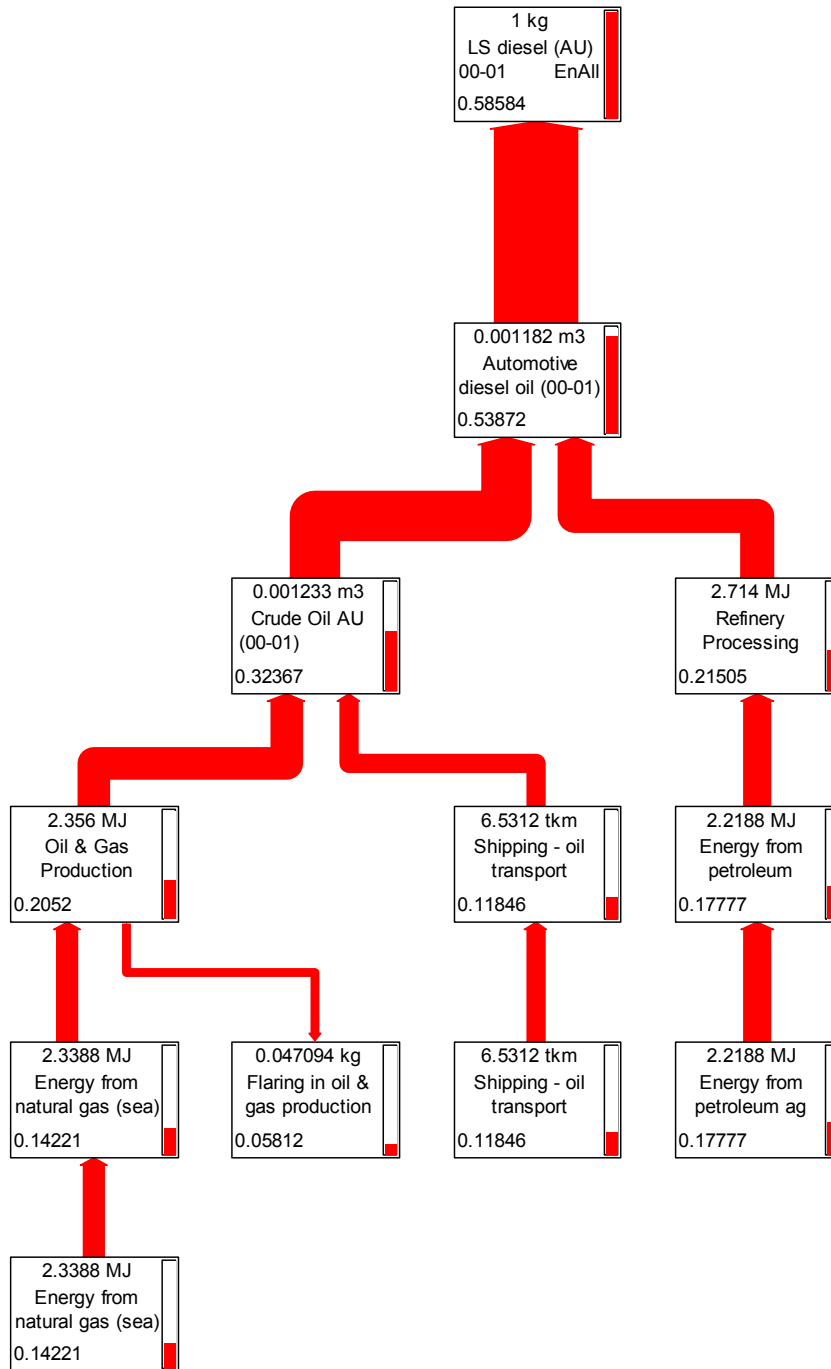 1 kg
LS diesel (AU)
00-01 EnAll
0.58584
0.001182 m3
Automotive
diesel oil (00-01)
0.53872
0.001233 m3
Crude Oil AU
(00-01)
0.32367
2.714 MJ
Refinery
Processing
0.21505
2.356 MJ
Oil & Gas
Production
0.2052
6.5312 tkm
Shipping - oil
transport
0.11846
2.2188 MJ
Energy from
petroleum
0.17777
2.3388 MJ
Energy from
natural gas (sea)
0.14221
0.047094 kg
Flaring in oil &
gas production
0.05812
6.5312 tkm
Shipping - oil
transport
0.11846
2.2188 MJ
Energy from
petroleum ag
0.17777
2.3388 MJ
Energy from
natural gas (sea)
0.14221